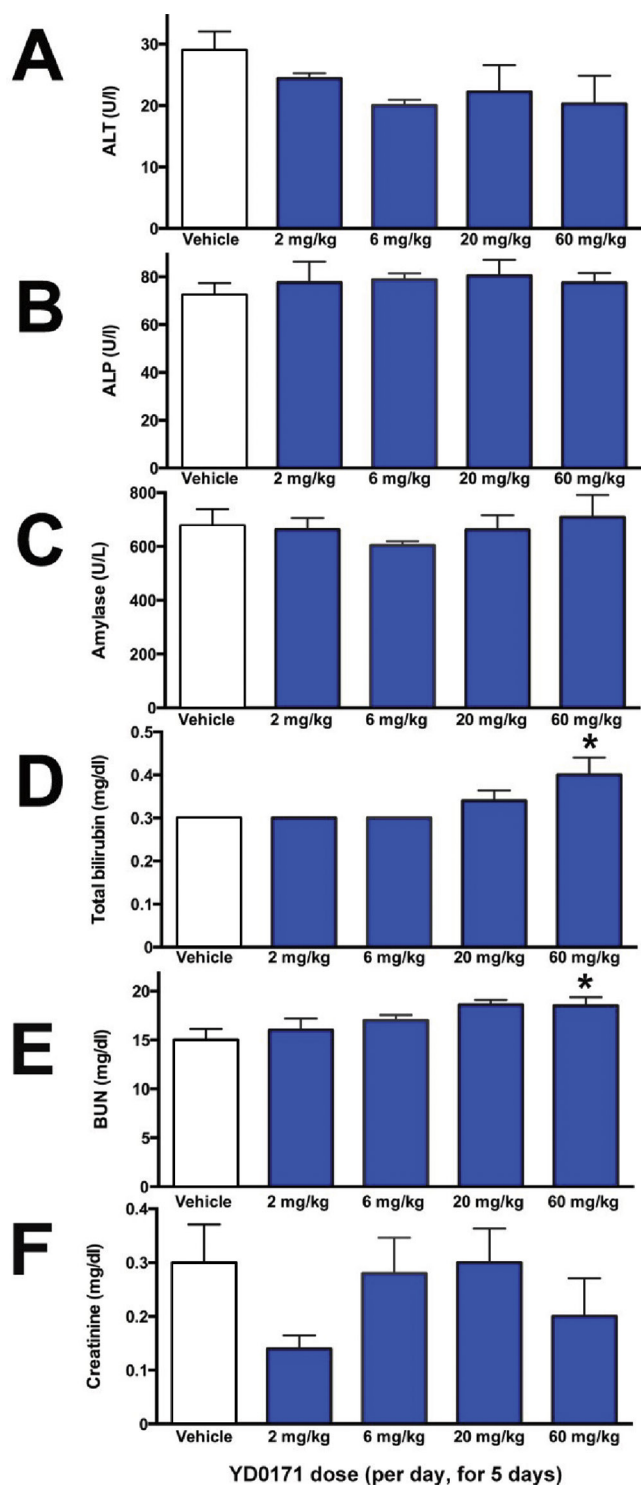 A
ALT (U/l)
30
20
10
0
Vehicle 2 mg/kg 6 mg/kg 20 mg/kg 60 mg/kg
B
ALP (U/l)
80
60
40
20
0
Vehicle 2 mg/kg 6 mg/kg 20 mg/kg 60 mg/kg
C
Amylase (U/L)
800
600
400
200
0
Vehicle 2 mg/kg 6 mg/kg 20 mg/kg 60 mg/kg
D
Total bilirubin (mg/dl)
0.5
0.4
0.3
0.2
0.1
0
*
Vehicle 2 mg/kg 6 mg/kg 20 mg/kg 60 mg/kg
E
BUN (mg/dl)
20
15
10
5
0
*
Vehicle 2 mg/kg 6 mg/kg 20 mg/kg 60 mg/kg
F
Creatinine (mg/dl)
0.4
0.3
0.2
0.1
0
Vehicle 2 mg/kg 6 mg/kg 20 mg/kg 60 mg/kg
YD0171 dose (per day, for 5 days)